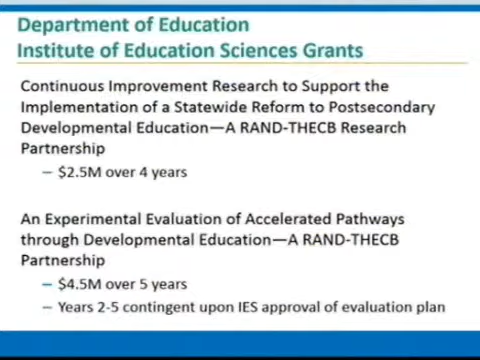 Department of Education
Institute of Education Sciences Grants
Continuous Improvement Research to Support the
Implementation of a Statewide Reform to Postsecondary
Developmental Education—A RAND-THECB Research
Partnership
– $2.5M over 4 years
An Experimental Evaluation of Accelerated Pathways
through Developmental Education—A RAND-THECB
Partnership
– $4.5M over 5 years
– Years 2-5 contingent upon IES approval of evaluation plan